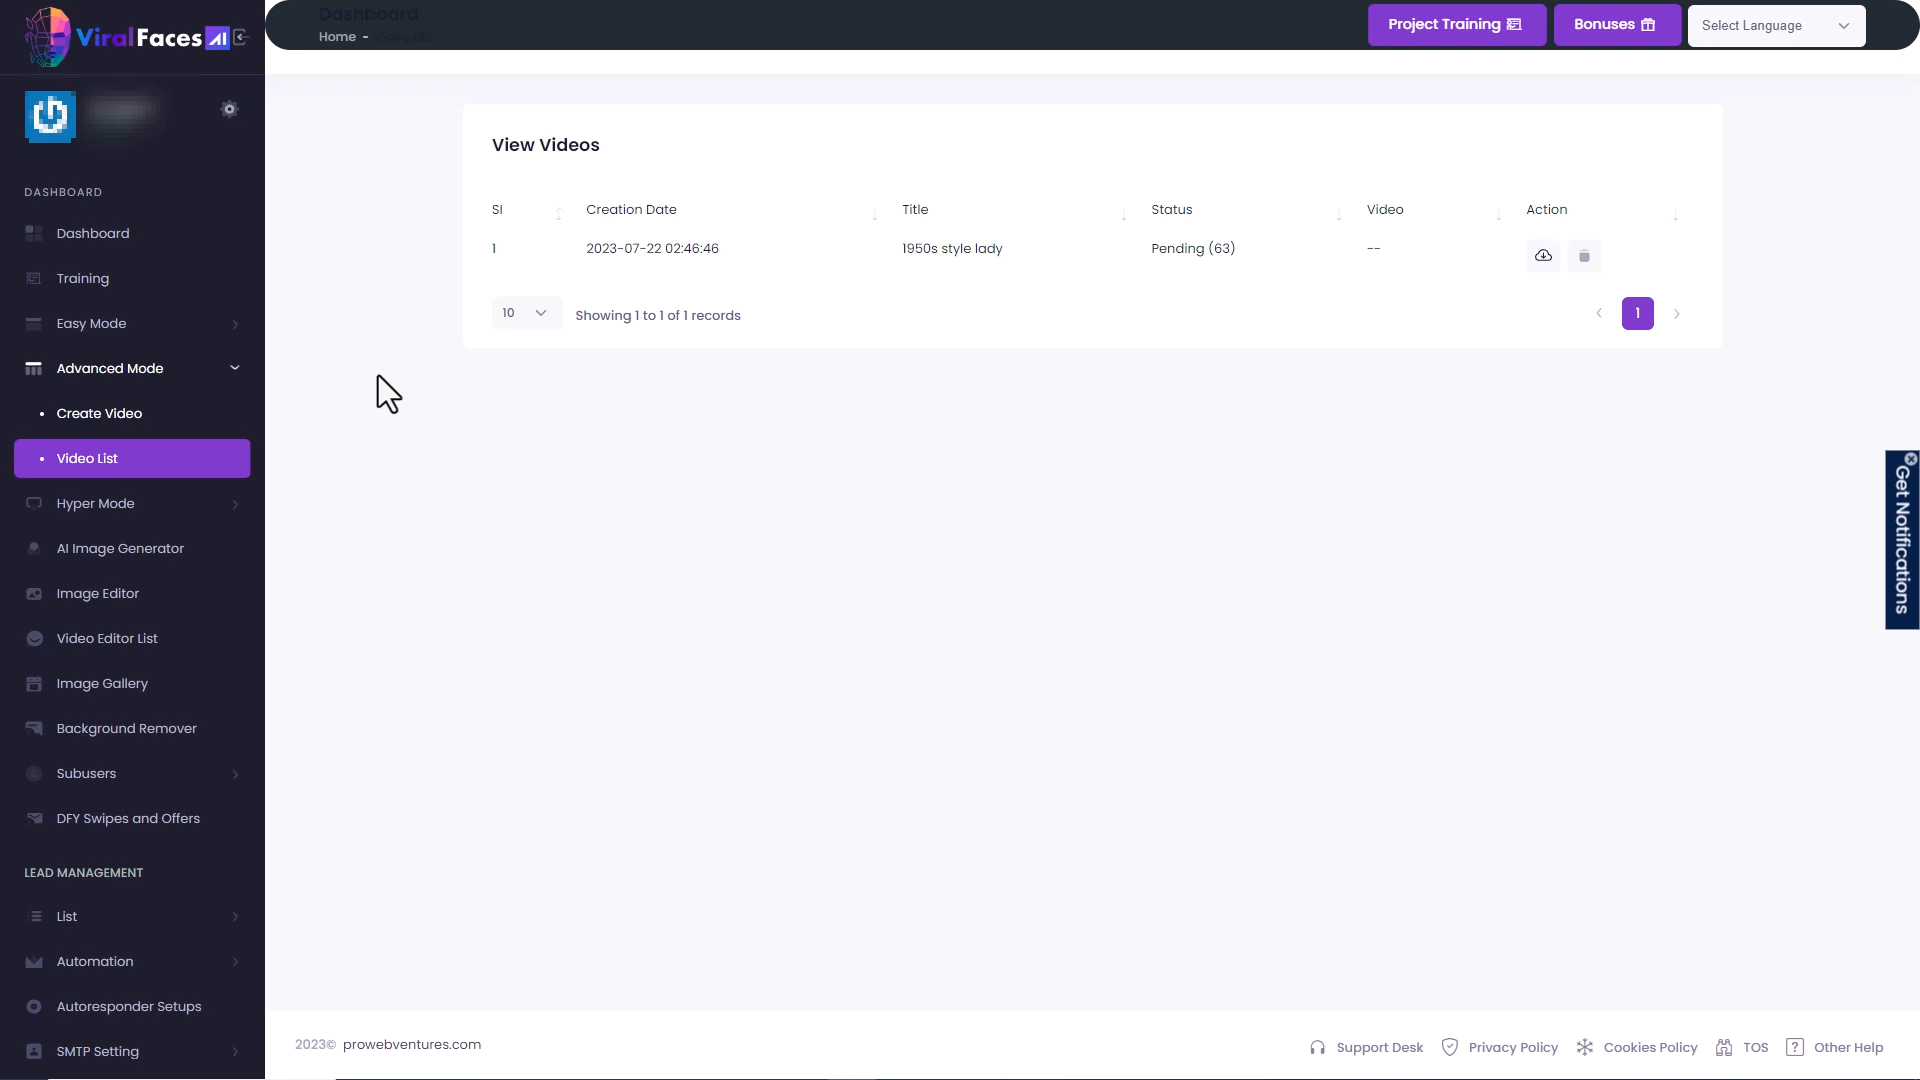 ViralFaces AI
Dashboard
Home - Video List
Project Training
Bonuses
Select Language
DASHBOARD
Dashboard
Training
Easy Mode
Advanced Mode
Create Video
Video List
Hyper Mode
AI Image Generator
Image Editor
Video Editor List
Image Gallery
Background Remover
Subusers
DFY Swipes and Offers
LEAD MANAGEMENT
List
Automation
Autoresponder Setups
SMTP Setting
View Videos
Sl Creation Date Title Status Video Action
1 2023-07-22 02:46:46 1950s style lady Pending (63) --
10 Showing 1 to 1 of 1 records 1
Get Notifications
2023© prowebventures.com
Support Desk Privacy Policy Cookies Policy TOS Other Help